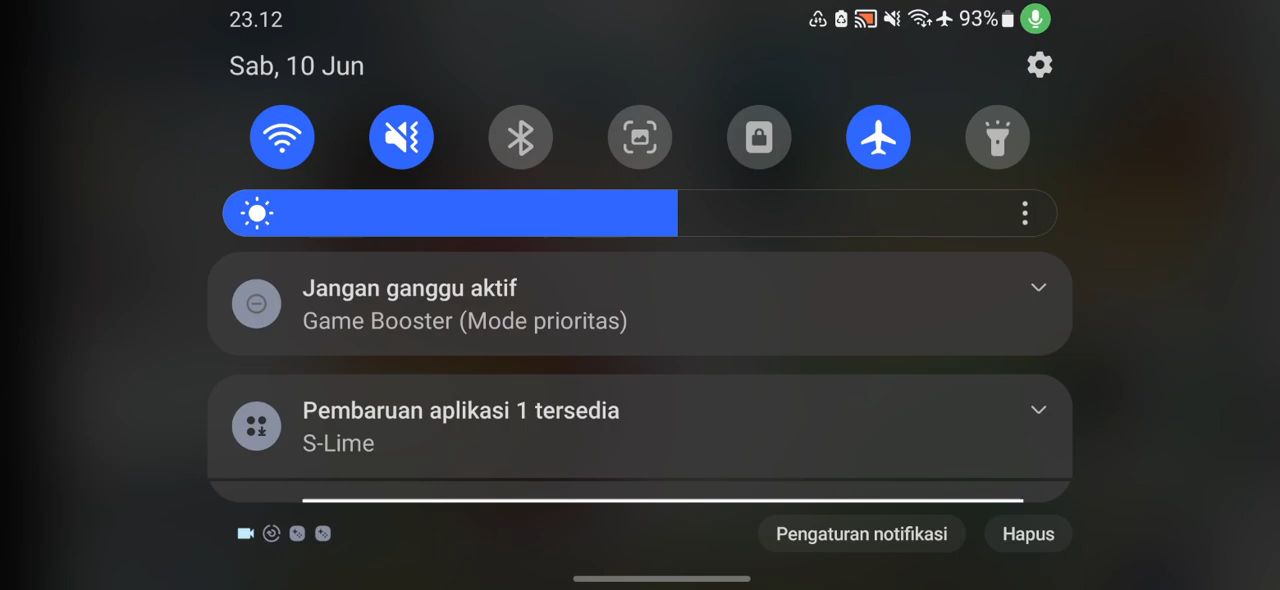 23.12
93%
Sab, 10 Jun
Jangan ganggu aktif
Game Booster (Mode prioritas)
Pembaruan aplikasi 1 tersedia
S-Lime
Pengaturan notifikasi
Hapus